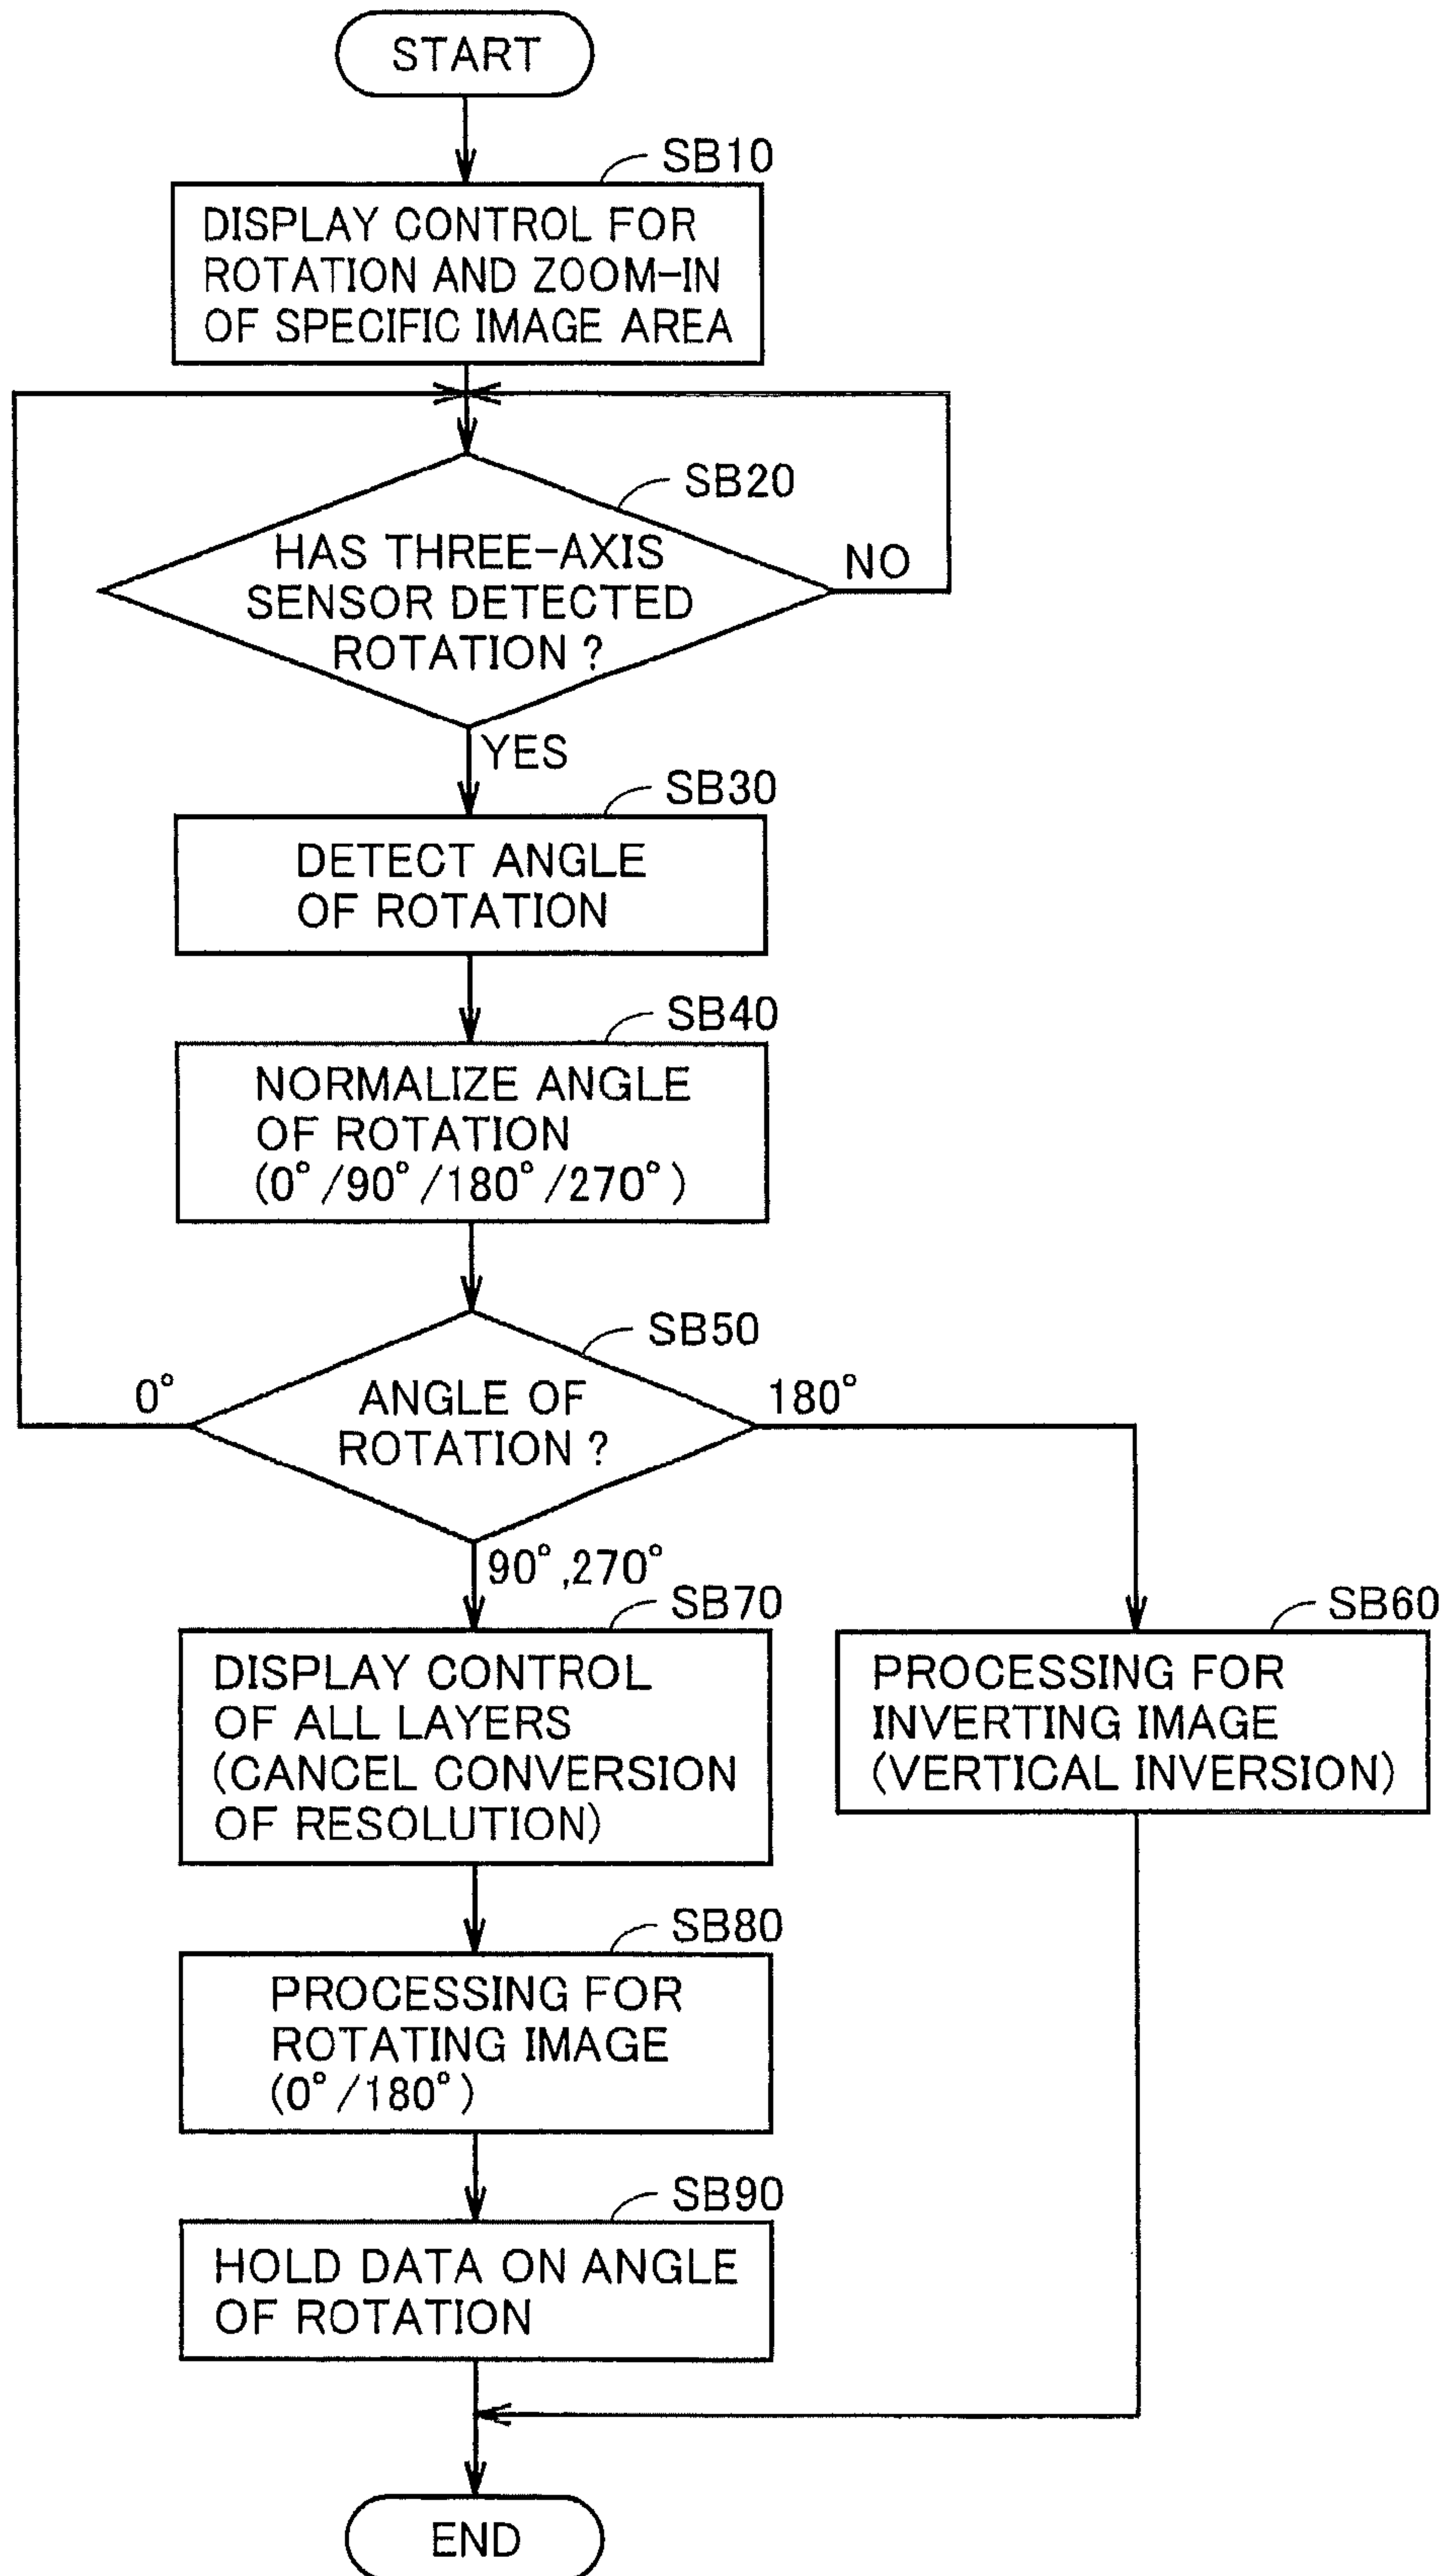 START
SB10
DISPLAY CONTROL FOR
ROTATION AND ZOOM-IN
OF SPECIFIC IMAGE AREA
SB20
HAS THREE-AXIS
SENSOR DETECTED
ROTATION ?
NO
YES
SB30
DETECT ANGLE
OF ROTATION
SB40
NORMALIZE ANGLE
OF ROTATION
(0°/90°/180°/270°)
SB50
0°
ANGLE OF
ROTATION ?
180°
90°,270°
SB70
DISPLAY CONTROL
OF ALL LAYERS
(CANCEL CONVERSION
OF RESOLUTION)
SB60
PROCESSING FOR
INVERTING IMAGE
(VERTICAL INVERSION)
SB80
PROCESSING FOR
ROTATING IMAGE
(0°/180°)
SB90
HOLD DATA ON ANGLE
OF ROTATION
END